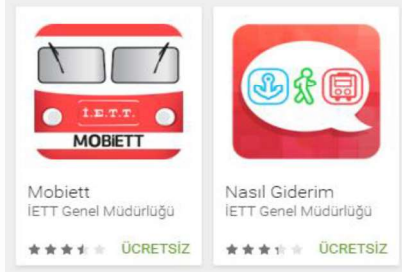 İ.E.T.T.
MOBİETT
Mobiett
İETT Genel Müdürlüğü
ÜCRETSİZ
Nasıl Giderim
İETT Genel Müdürlüğü
ÜCRETSİZ